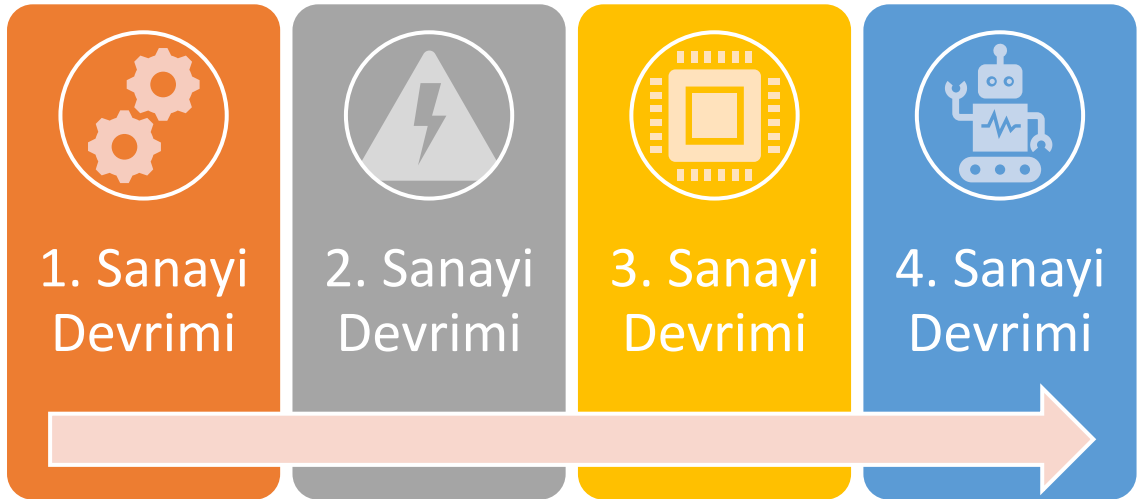 1. Sanayi
Devrimi
2. Sanayi
Devrimi
3. Sanayi
Devrimi
4. Sanayi
Devrimi